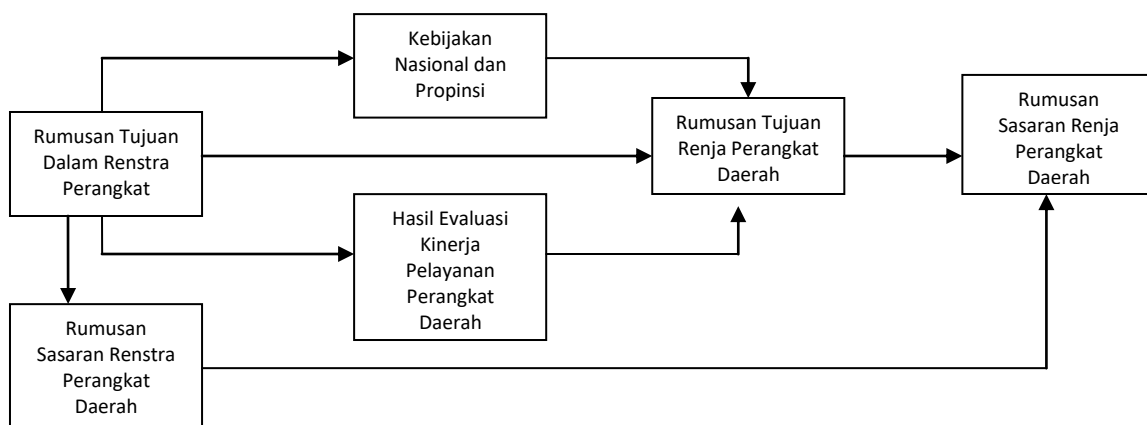 Kebijakan
Nasional dan
Propinsi
Rumusan Tujuan
Dalam Renstra
Perangkat
Rumusan Tujuan
Renja Perangkat
Daerah
Rumusan
Sasaran Renja
Perangkat
Daerah
Hasil Evaluasi
Kinerja
Pelayanan
Perangkat
Daerah
Rumusan
Sasaran Renstra
Perangkat
Daerah